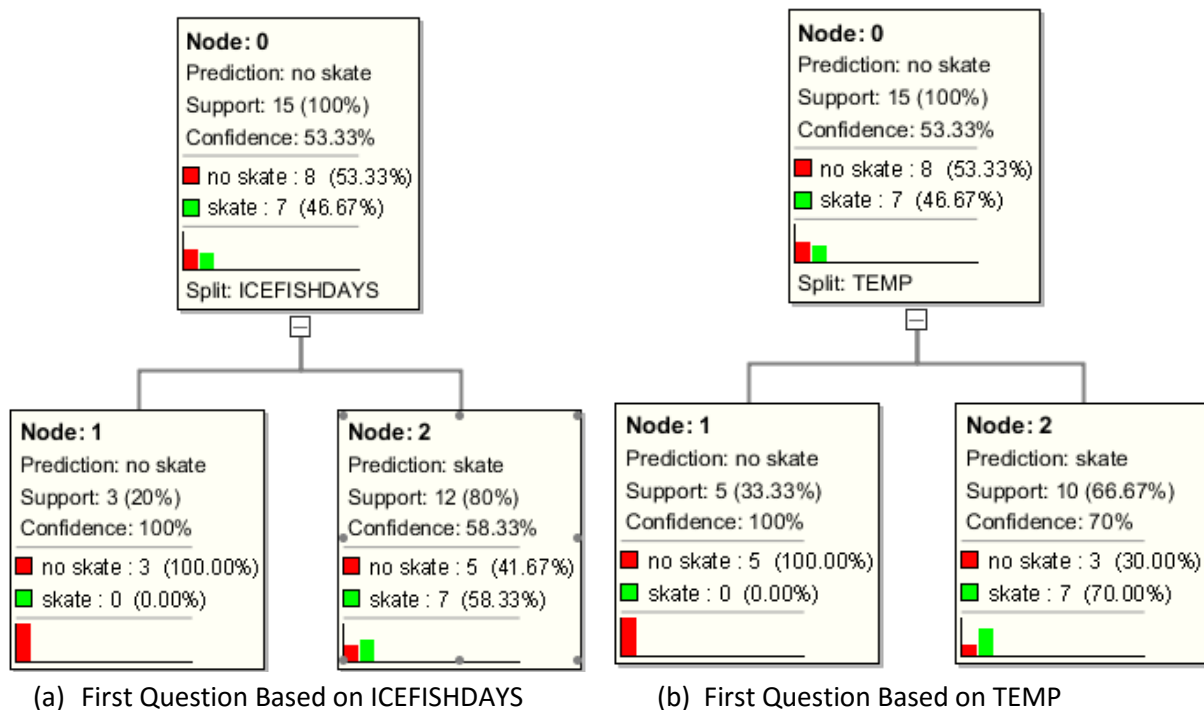 Node: 0
Prediction: no skate
Support: 15 (100%)
Confidence: 53.33%
no skate : 8 (53.33%)
skate : 7 (46.67%)
Split: ICEFISHDAYS
Node: 1
Prediction: no skate
Support: 3 (20%)
Confidence: 100%
no skate : 3 (100.00%)
skate : 0 (0.00%)
Node: 2
Prediction: skate
Support: 12 (80%)
Confidence: 58.33%
no skate : 5 (41.67%)
skate : 7 (58.33%)
(a) First Question Based on ICEFISHDAYS
Node: 0
Prediction: no skate
Support: 15 (100%)
Confidence: 53.33%
no skate : 8 (53.33%)
skate : 7 (46.67%)
Split: TEMP
Node: 1
Prediction: no skate
Support: 5 (33.33%)
Confidence: 100%
no skate : 5 (100.00%)
skate : 0 (0.00%)
Node: 2
Prediction: skate
Support: 10 (66.67%)
Confidence: 70%
no skate : 3 (30.00%)
skate : 7 (70.00%)
(b) First Question Based on TEMP